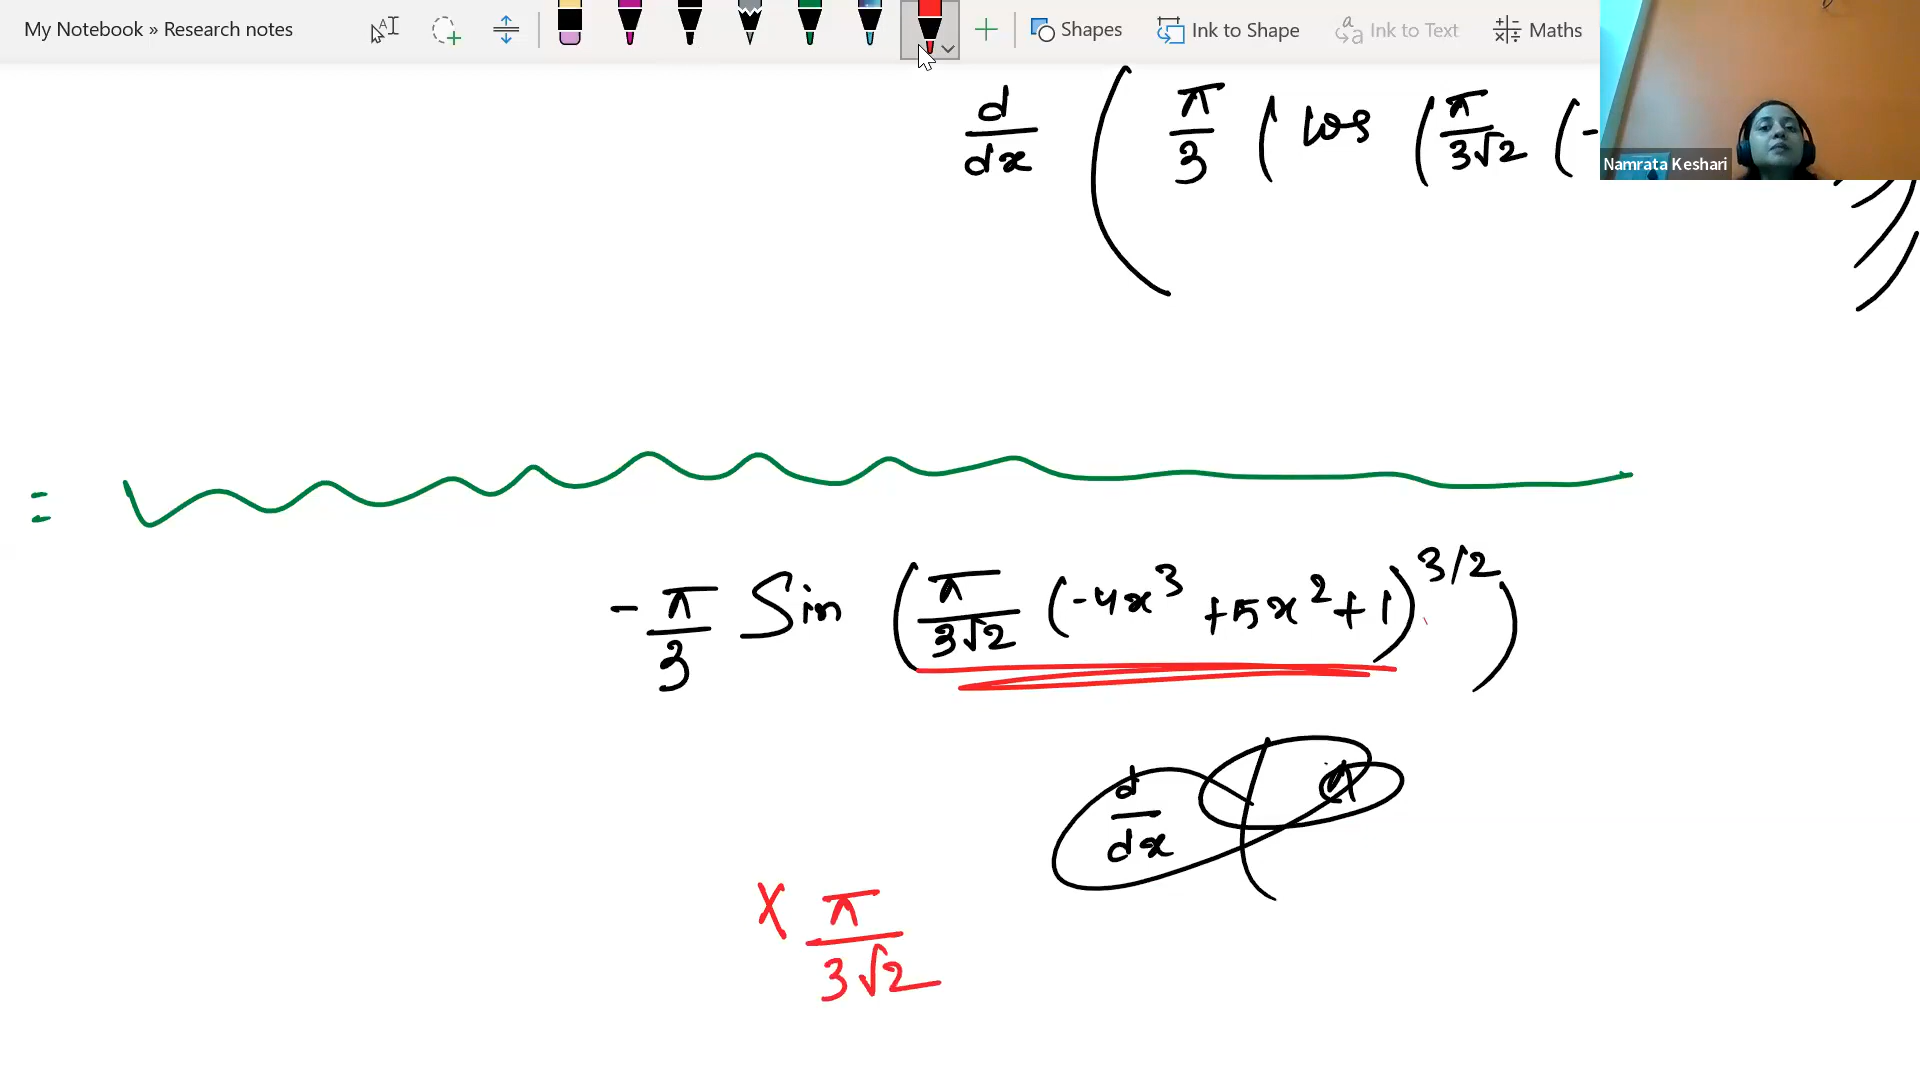 My Notebook » Research notes
Shapes
Ink to Shape
Ink to Text
Maths
Namrata Keshari
d/dx ( π/3 ( cos ( π/3√2 ( -
=
- π/3 Sin ( π/3√2 (-4x³ + 5x² + 1)^3/2 )
d/dx (
x π/3√2